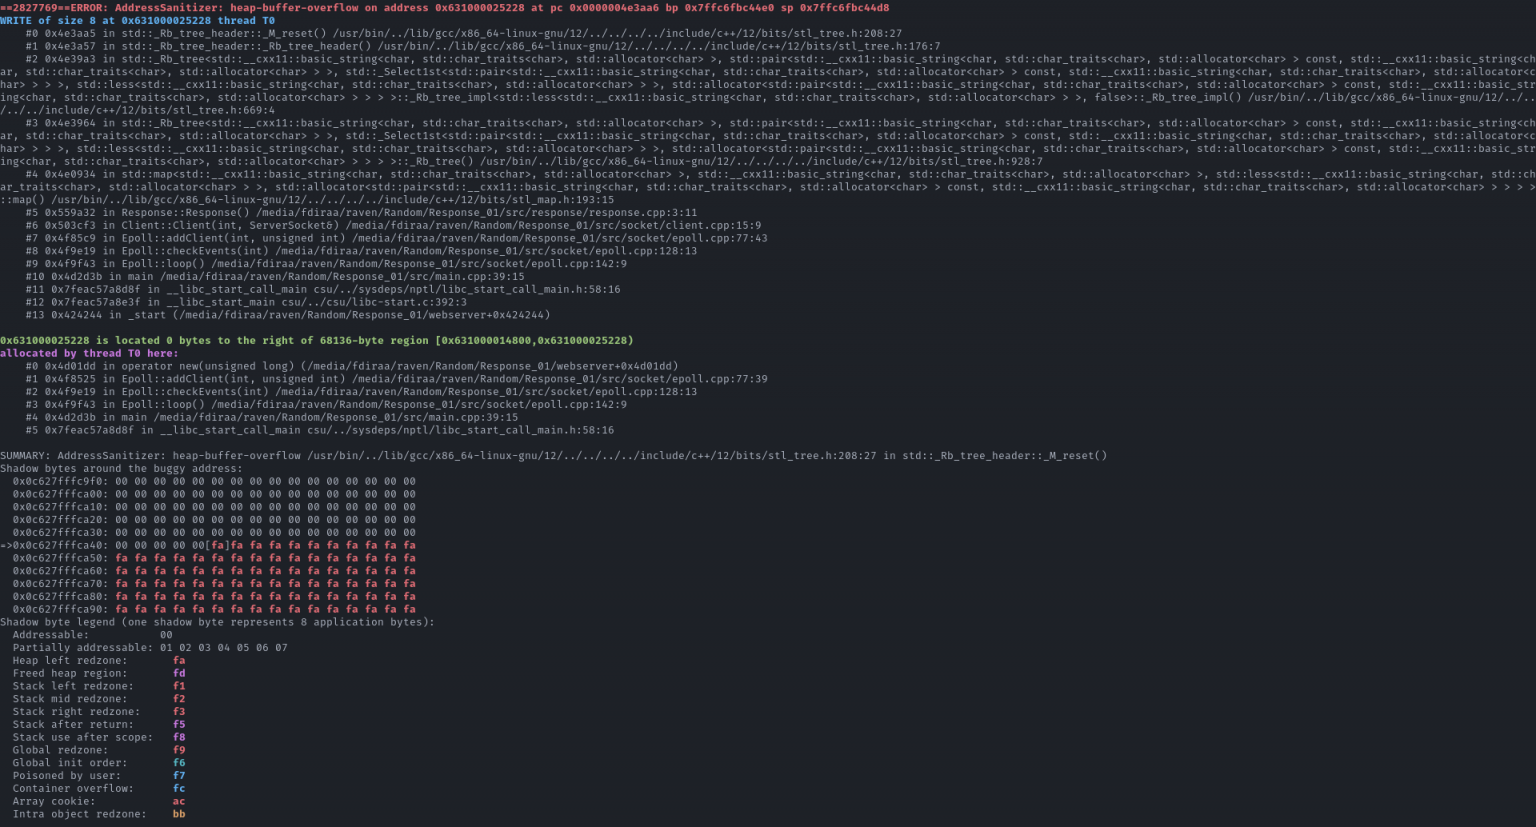 ==2827769==ERROR: AddressSanitizer: heap-buffer-overflow on address 0x631000025228 at pc 0x0000004e3aa6 bp 0x7ffc6fbc44e0 sp 0x7ffc6fbc44d8
WRITE of size 8 at 0x631000025228 thread T0
    #0 0x4e3aa5 in std::_Rb_tree_header::_M_reset() /usr/bin/../lib/gcc/x86_64-linux-gnu/12/../../../../include/c++/12/bits/stl_tree.h:208:27
    #1 0x4e3a57 in std::_Rb_tree_header::_Rb_tree_header() /usr/bin/../lib/gcc/x86_64-linux-gnu/12/../../../../include/c++/12/bits/stl_tree.h:176:7
    #2 0x4e39a3 in std::_Rb_tree<std::__cxx11::basic_string<char, std::char_traits<char>, std::allocator<char> >, std::pair<std::__cxx11::basic_string<char, std::char_traits<char>, std::allocator<char> > const, std::__cxx11::basic_string<ch
ar, std::char_traits<char>, std::allocator<char> > >, std::_Select1st<std::pair<std::__cxx11::basic_string<char, std::char_traits<char>, std::allocator<char> > const, std::__cxx11::basic_string<char, std::char_traits<char>, std::allocator<
char> > > >, std::less<std::__cxx11::basic_string<char, std::char_traits<char>, std::allocator<char> > >, std::allocator<std::pair<std::__cxx11::basic_string<char, std::char_traits<char>, std::allocator<char> > const, std::__cxx11::basic_str
ing<char, std::char_traits<char>, std::allocator<char> > > > >::_Rb_tree_impl<std::less<std::__cxx11::basic_string<char, std::char_traits<char>, std::allocator<char> > >, false>::_Rb_tree_impl() /usr/bin/../lib/gcc/x86_64-linux-gnu/12/../..
/../../include/c++/12/bits/stl_tree.h:669:4
    #3 0x4e3964 in std::_Rb_tree<std::__cxx11::basic_string<char, std::char_traits<char>, std::allocator<char> >, std::pair<std::__cxx11::basic_string<char, std::char_traits<char>, std::allocator<char> > const, std::__cxx11::basic_string<ch
ar, std::char_traits<char>, std::allocator<char> > >, std::_Select1st<std::pair<std::__cxx11::basic_string<char, std::char_traits<char>, std::allocator<char> > const, std::__cxx11::basic_string<char, std::char_traits<char>, std::allocator<
char> > > >, std::less<std::__cxx11::basic_string<char, std::char_traits<char>, std::allocator<char> > >, std::allocator<std::pair<std::__cxx11::basic_string<char, std::char_traits<char>, std::allocator<char> > const, std::__cxx11::basic_str
ing<char, std::char_traits<char>, std::allocator<char> > > > >::_Rb_tree() /usr/bin/../lib/gcc/x86_64-linux-gnu/12/../../../../include/c++/12/bits/stl_tree.h:928:7
    #4 0x4e0934 in std::map<std::__cxx11::basic_string<char, std::char_traits<char>, std::allocator<char> >, std::__cxx11::basic_string<char, std::char_traits<char>, std::allocator<char> >, std::less<std::__cxx11::basic_string<char, std::ch
ar_traits<char>, std::allocator<char> > >, std::allocator<std::pair<std::__cxx11::basic_string<char, std::char_traits<char>, std::allocator<char> > const, std::__cxx11::basic_string<char, std::char_traits<char>, std::allocator<char> > > > >
::map() /usr/bin/../lib/gcc/x86_64-linux-gnu/12/../../../../include/c++/12/bits/stl_map.h:193:15
    #5 0x559a32 in Response::Response() /media/fdiraa/raven/Random/Response_01/src/response/response.cpp:3:11
    #6 0x503cf3 in Client::Client(int, ServerSocket&) /media/fdiraa/raven/Random/Response_01/src/socket/client.cpp:15:9
    #7 0x4f85c9 in Epoll::addClient(int, unsigned int) /media/fdiraa/raven/Random/Response_01/src/socket/epoll.cpp:77:43
    #8 0x4f9e19 in Epoll::checkEvents(int) /media/fdiraa/raven/Random/Response_01/src/socket/epoll.cpp:128:13
    #9 0x4f9f43 in Epoll::loop() /media/fdiraa/raven/Random/Response_01/src/socket/epoll.cpp:142:9
    #10 0x4d2d3b in main /media/fdiraa/raven/Random/Response_01/src/main.cpp:39:15
    #11 0x7feac57a8d8f in __libc_start_call_main csu/../sysdeps/nptl/libc_start_call_main.h:58:16
    #12 0x7feac57a8e3f in __libc_start_main csu/../csu/libc-start.c:392:3
    #13 0x424244 in _start (/media/fdiraa/raven/Random/Response_01/webserver+0x424244)
0x631000025228 is located 0 bytes to the right of 68136-byte region [0x631000014800,0x631000025228)
allocated by thread T0 here:
    #0 0x4d01dd in operator new(unsigned long) (/media/fdiraa/raven/Random/Response_01/webserver+0x4d01dd)
    #1 0x4f8525 in Epoll::addClient(int, unsigned int) /media/fdiraa/raven/Random/Response_01/src/socket/epoll.cpp:77:39
    #2 0x4f9e19 in Epoll::checkEvents(int) /media/fdiraa/raven/Random/Response_01/src/socket/epoll.cpp:128:13
    #3 0x4f9f43 in Epoll::loop() /media/fdiraa/raven/Random/Response_01/src/socket/epoll.cpp:142:9
    #4 0x4d2d3b in main /media/fdiraa/raven/Random/Response_01/src/main.cpp:39:15
    #5 0x7feac57a8d8f in __libc_start_call_main csu/../sysdeps/nptl/libc_start_call_main.h:58:16
SUMMARY: AddressSanitizer: heap-buffer-overflow /usr/bin/../lib/gcc/x86_64-linux-gnu/12/../../../../include/c++/12/bits/stl_tree.h:208:27 in std::_Rb_tree_header::_M_reset()
Shadow bytes around the buggy address:
  0x0c627fffc9f0: 00 00 00 00 00 00 00 00 00 00 00 00 00 00 00 00
  0x0c627fffca00: 00 00 00 00 00 00 00 00 00 00 00 00 00 00 00 00
  0x0c627fffca10: 00 00 00 00 00 00 00 00 00 00 00 00 00 00 00 00
  0x0c627fffca20: 00 00 00 00 00 00 00 00 00 00 00 00 00 00 00 00
  0x0c627fffca30: 00 00 00 00 00 00 00 00 00 00 00 00 00 00 00 00
=>0x0c627fffca40: 00 00 00 00 00[fa]fa fa fa fa fa fa fa fa fa fa
  0x0c627fffca50: fa fa fa fa fa fa fa fa fa fa fa fa fa fa fa fa
  0x0c627fffca60: fa fa fa fa fa fa fa fa fa fa fa fa fa fa fa fa
  0x0c627fffca70: fa fa fa fa fa fa fa fa fa fa fa fa fa fa fa fa
  0x0c627fffca80: fa fa fa fa fa fa fa fa fa fa fa fa fa fa fa fa
  0x0c627fffca90: fa fa fa fa fa fa fa fa fa fa fa fa fa fa fa fa
Shadow byte legend (one shadow byte represents 8 application bytes):
  Addressable:           00
  Partially addressable: 01 02 03 04 05 06 07
  Heap left redzone:       fa
  Freed heap region:       fd
  Stack left redzone:      f1
  Stack mid redzone:       f2
  Stack right redzone:     f3
  Stack after return:      f5
  Stack use after scope:   f8
  Global redzone:          f9
  Global init order:       f6
  Poisoned by user:        f7
  Container overflow:      fc
  Array cookie:            ac
  Intra object redzone:    bb